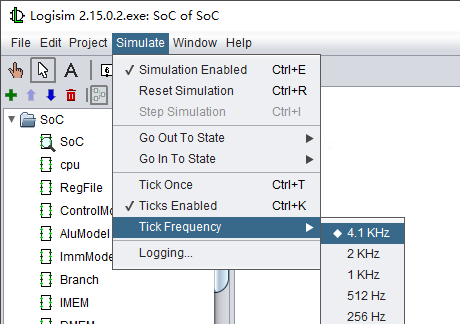 Logisim 2.15.0.2.exe: SoC of SoC
File Edit Project Simulate Window Help
A
✓ Simulation Enabled Ctrl+E
Reset Simulation Ctrl+R
Step Simulation Ctrl+I
Go Out To State
Go In To State
Tick Once Ctrl+T
✓ Ticks Enabled Ctrl+K
Tick Frequency
Logging...
4.1 KHz
2 KHz
1 KHz
512 Hz
256 Hz
SoC
SoC
cpu
RegFile
ControlMo
AluModel
ImmMode
Branch
IMEM
DMEM